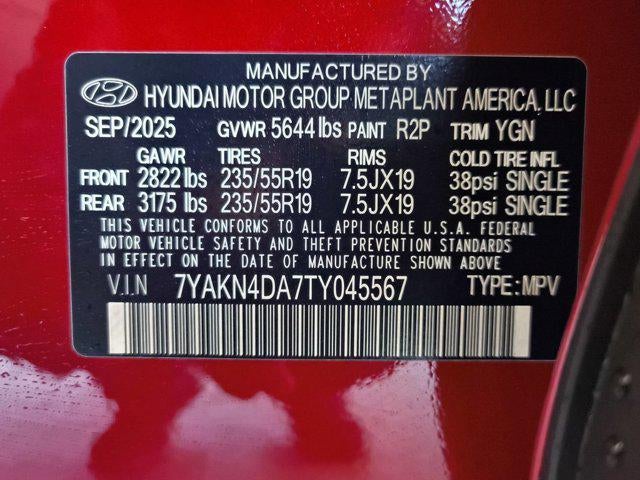 MANUFACTURED BY
HYUNDAI MOTOR GROUP METAPLANT AMERICA, LLC
SEP/2025 GVWR 5644 lbs PAINT R2P TRIM YGN
GAWR TIRES RIMS COLD TIRE INFL
FRONT 2822 lbs 235/55R19 7.5JX19 38psi SINGLE
REAR 3175 lbs 235/55R19 7.5JX19 38psi SINGLE
THIS VEHICLE CONFORMS TO ALL APPLICABLE U.S.A. FEDERAL
MOTOR VEHICLE SAFETY AND THEFT PREVENTION STANDARDS
IN EFFECT ON THE DATE OF MANUFACTURE SHOWN ABOVE
V.I.N 7YAKN4DA7TY045567 TYPE: MPV